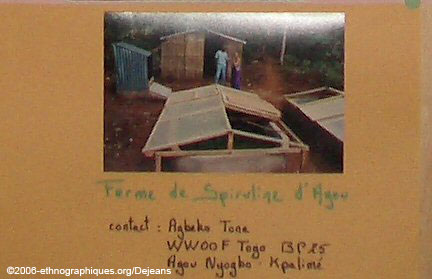 Ferme de Spiruline d'Agou
contact : Agbeko Tona
WWOOF Togo BP 25
Agou Nyogbo Kpalimé
©2006-ethnographiques.org/Dejeans